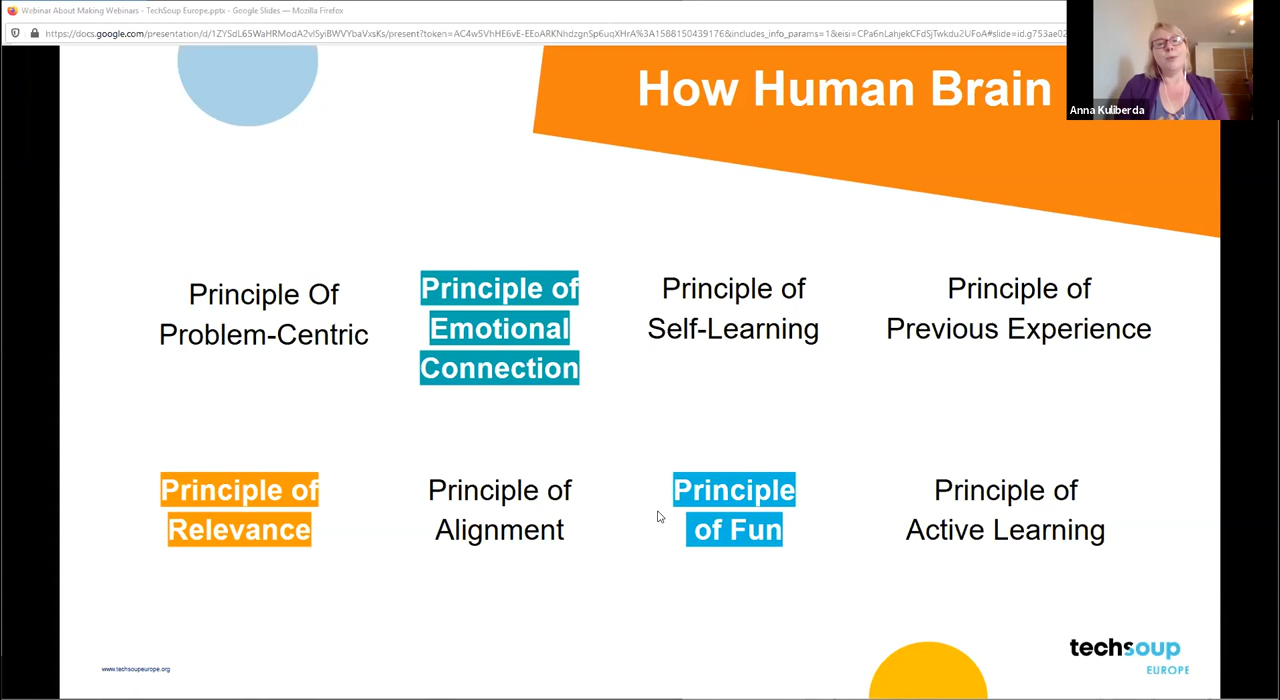 Webinar About Making Webinars - TechSoup Europe.pptx - Google Slides — Mozilla Firefox
How Human Brain
Anna Kuliberda
Principle Of
Problem-Centric
Principle of
Emotional
Connection
Principle of
Self-Learning
Principle of
Previous Experience
Principle of
Relevance
Principle of
Alignment
Principle
of Fun
Principle of
Active Learning
www.techsoupeurope.org
techsoup
EUROPE